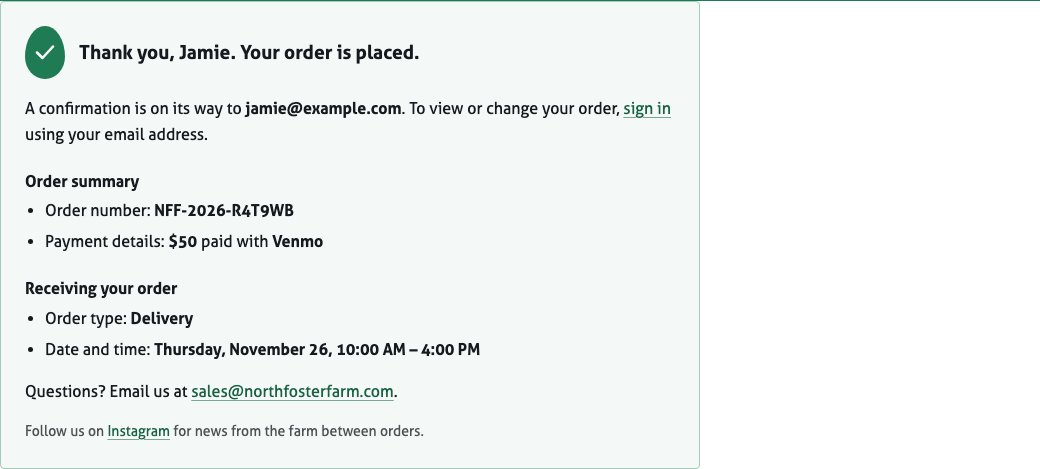 Thank you, Jamie. Your order is placed.
A confirmation is on its way to jamie@example.com. To view or change your order, sign in
using your email address.
Order summary
• Order number: NFF-2026-R4T9WB
• Payment details: $50 paid with Venmo
Receiving your order
• Order type: Delivery
• Date and time: Thursday, November 26, 10:00 AM – 4:00 PM
Questions? Email us at sales@northfosterfarm.com.
Follow us on Instagram for news from the farm between orders.